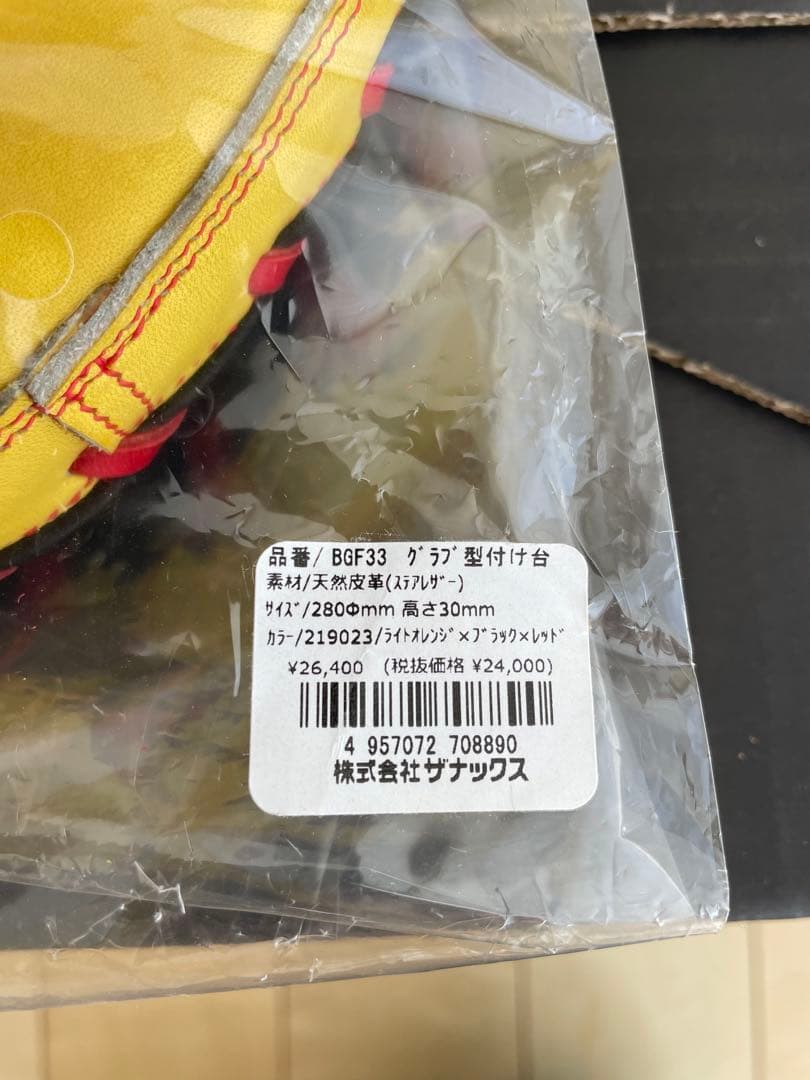 品番/ BGF33 ｸﾞﾗﾌﾞ型付け台
素材/天然皮革(ｽﾃｱﾚｻﾞｰ)
ｻｲｽﾞ/280Φmm 高さ30mm
ｶﾗｰ/219023/ﾗｲﾄｵﾚﾝｼﾞ×ﾌﾞﾗｯｸ×ﾚｯﾄﾞ
¥26,400 (税抜価格 ¥24,000)
4 957072 708890
株式会社ザナックス